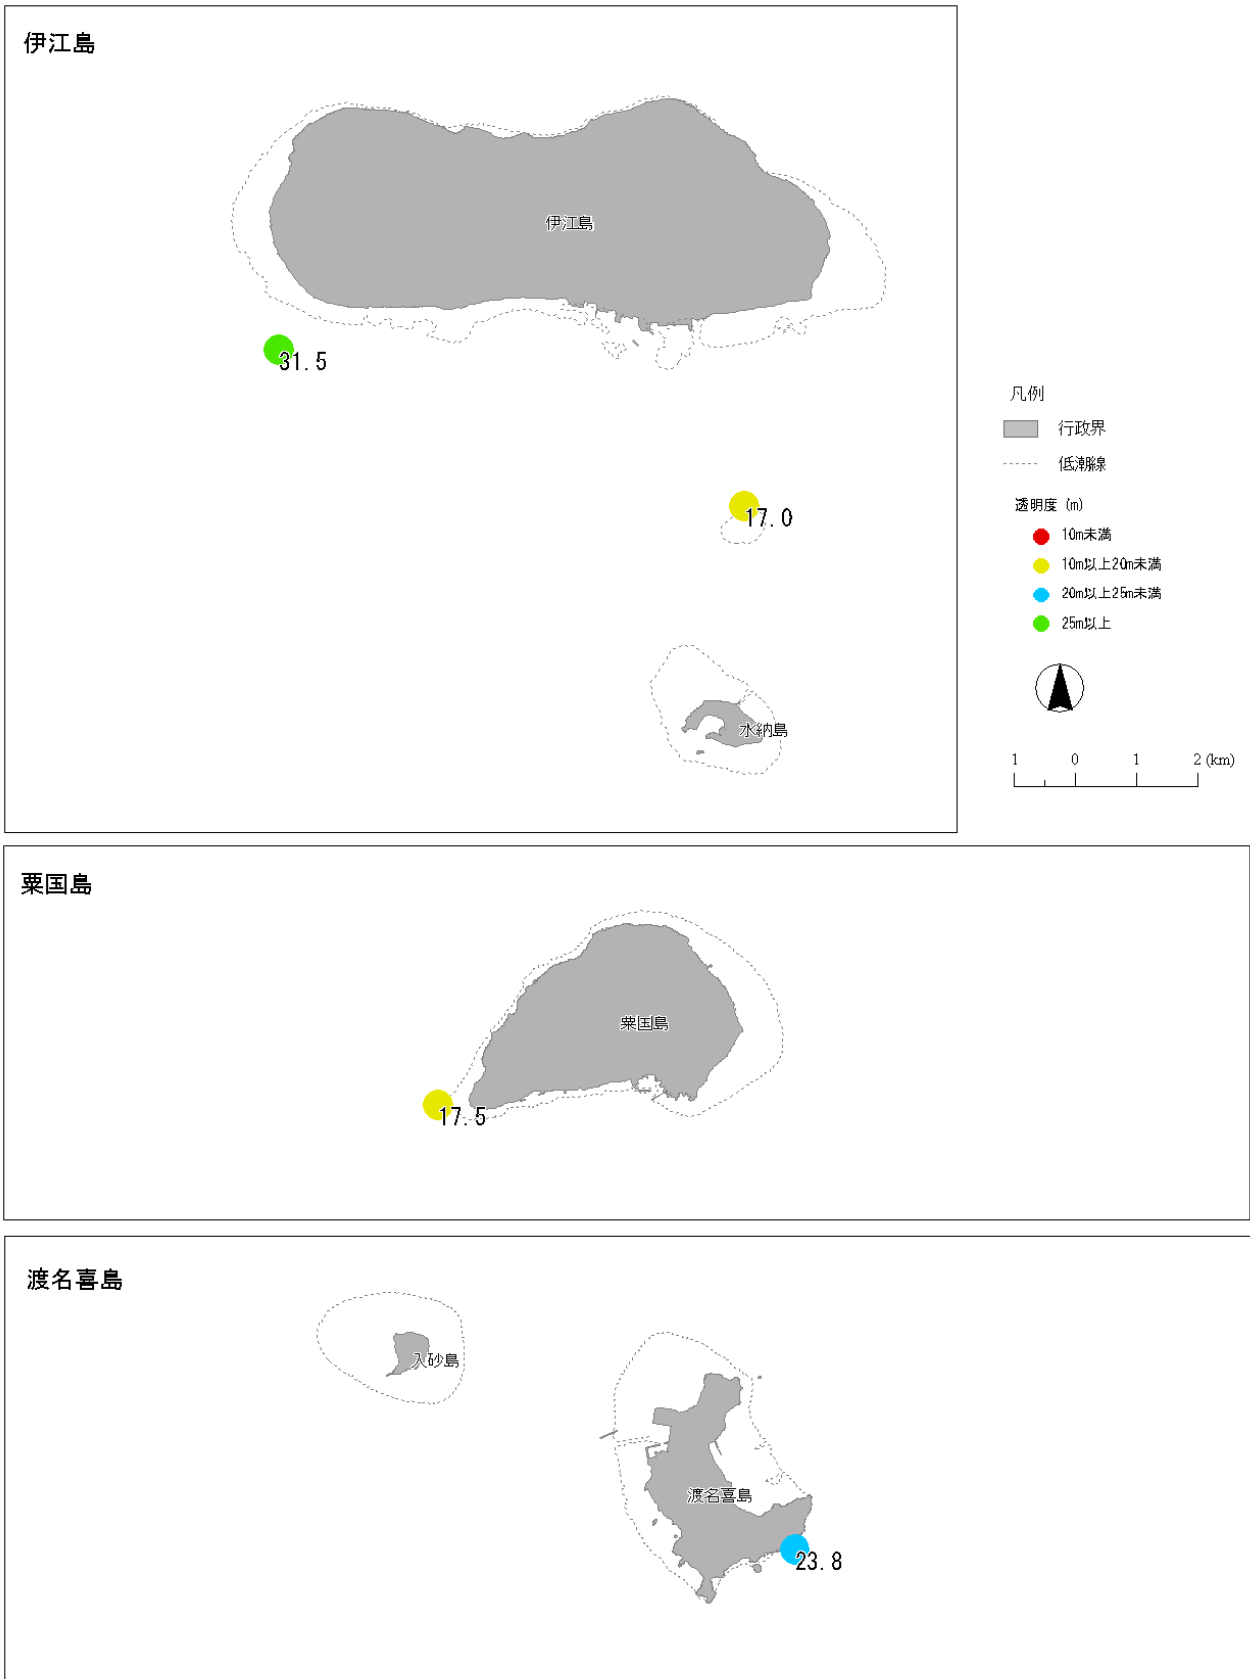 伊江島
伊江島
31.5
17.0
水納島
凡例
行政界
低潮線
透明度 (m)
10m未満
10m以上20m未満
20m以上25m未満
25m以上
1 0 1 2 (km)
粟国島
粟国島
17.5
渡名喜島
入砂島
渡名喜島
23.8